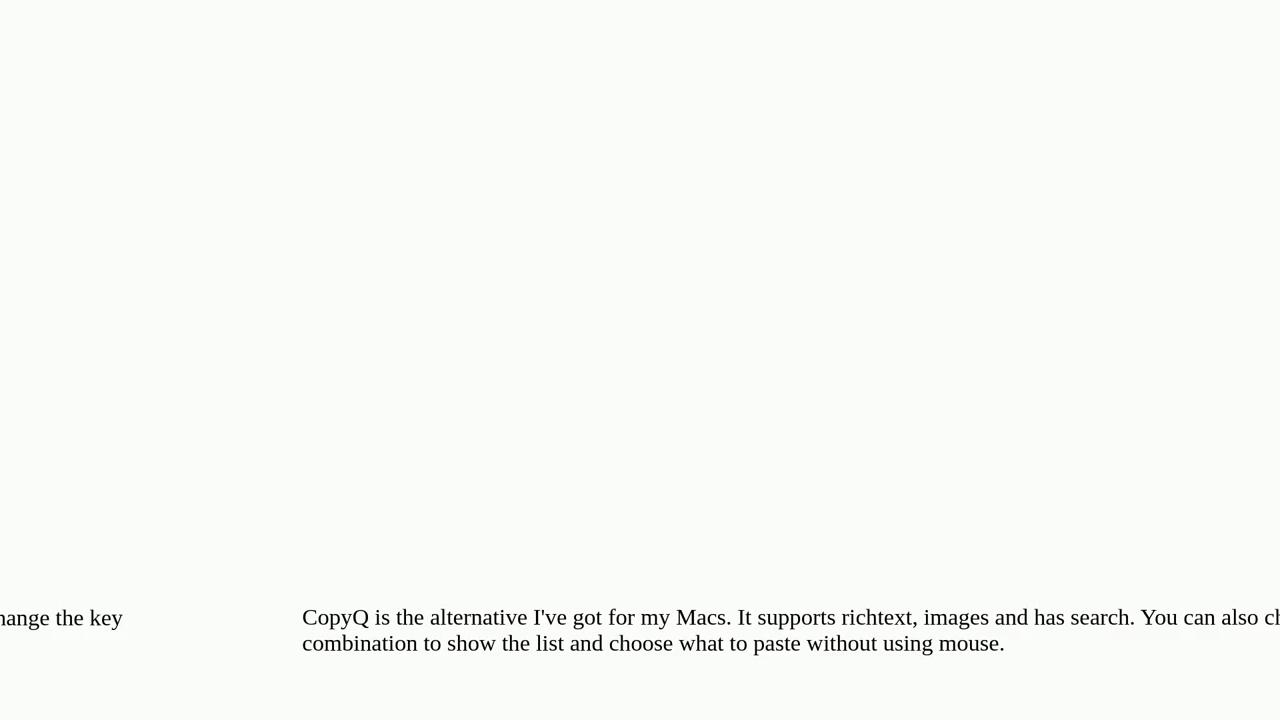 hange the key
CopyQ is the alternative I've got for my Macs. It supports richtext, images and has search. You can also ch
combination to show the list and choose what to paste without using mouse.